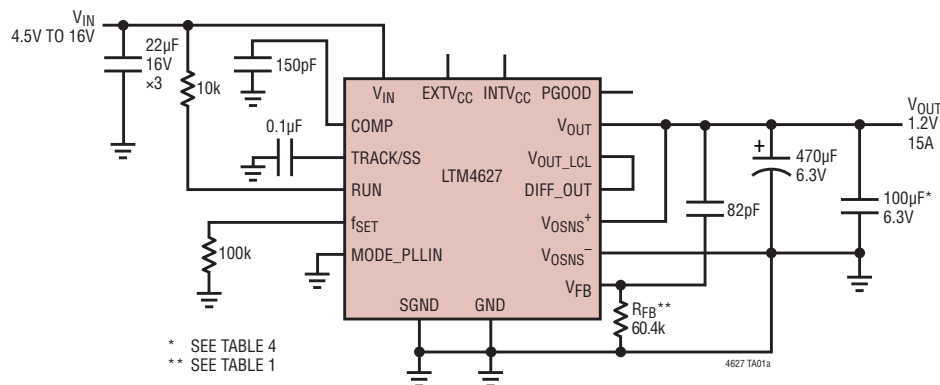 VIN
4.5V TO 16V
22µF
16V
×3
10k
150pF
0.1µF
100k
VIN
EXTVCC
INTVCC
PGOOD
COMP
TRACK/SS
RUN
fSET
MODE_PLLIN
SGND
GND
LTM4627
VOUT
VOUT_LCL
DIFF_OUT
VOSNS+
VOSNS–
VFB
VOUT
1.2V
15A
+
470µF
6.3V
82pF
100µF*
6.3V
RFB**
60.4k
* SEE TABLE 4
** SEE TABLE 1
4627 TA01a